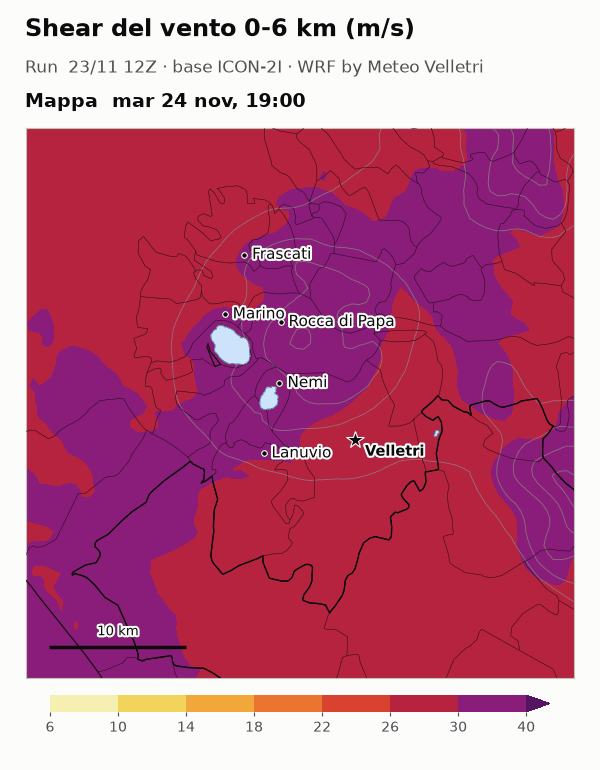 Shear del vento 0-6 km (m/s)
Run  23/11 12Z · base ICON-2I · WRF by Meteo Velletri
Mappa  mar 24 nov, 19:00
Frascati
Marino
Rocca di Papa
Nemi
Velletri
Lanuvio
10 km
6 10 14 18 22 26 30 40